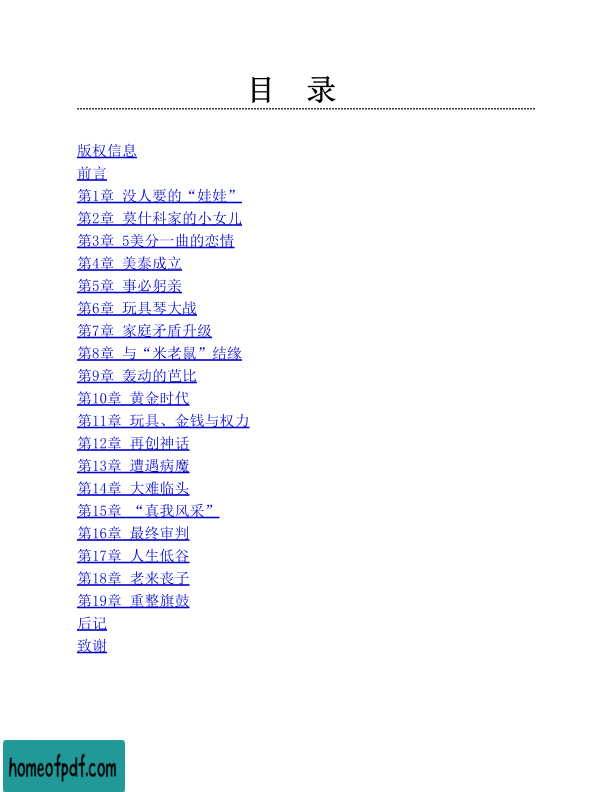 目 录
版权信息
前言
第1章 没人要的“娃娃”
第2章 莫什科家的小女儿
第3章 5美分一曲的恋情
第4章 美泰成立
第5章 事必躬亲
第6章 玩具琴大战
第7章 家庭矛盾升级
第8章 与“米老鼠”结缘
第9章 轰动的芭比
第10章 黄金时代
第11章 玩具、金钱与权力
第12章 再创神话
第13章 遭遇病魔
第14章 大难临头
第15章 “真我风采”
第16章 最终审判
第17章 人生低谷
第18章 老来丧子
第19章 重整旗鼓
后记
致谢
homeofpdf.com